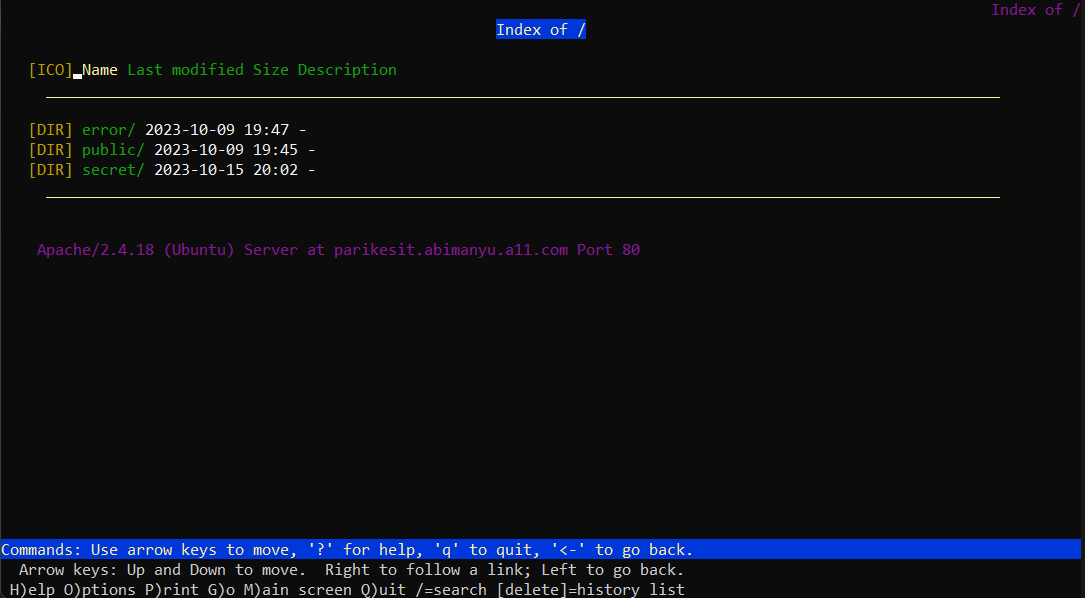 Index of /
Index of /
[ICO] Name Last modified Size Description
[DIR] error/ 2023-10-09 19:47 -
[DIR] public/ 2023-10-09 19:45 -
[DIR] secret/ 2023-10-15 20:02 -
Apache/2.4.18 (Ubuntu) Server at parikesit.abimanyu.a11.com Port 80
Commands: Use arrow keys to move, '?' for help, 'q' to quit, '<-' to go back.
Arrow keys: Up and Down to move.  Right to follow a link; Left to go back.
H)elp O)ptions P)rint G)o M)ain screen Q)uit /=search [delete]=history list